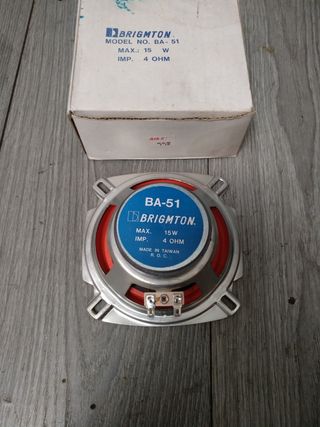 BRIGMTON
MODEL NO. BA-51
MAX.: 15 W
IMP. 4 OHM
BA-51
BRIGMTON.
MAX. 15W
IMP. 4 OHM
MADE IN TAIWAN
R.O.C.